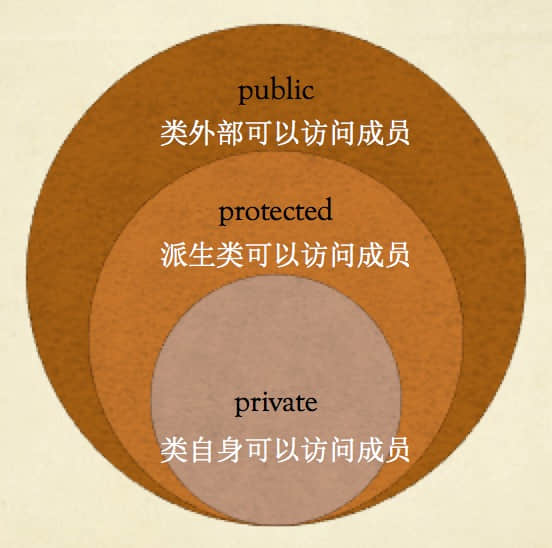 public
类外部可以访问成员
protected
派生类可以访问成员
private
类自身可以访问成员